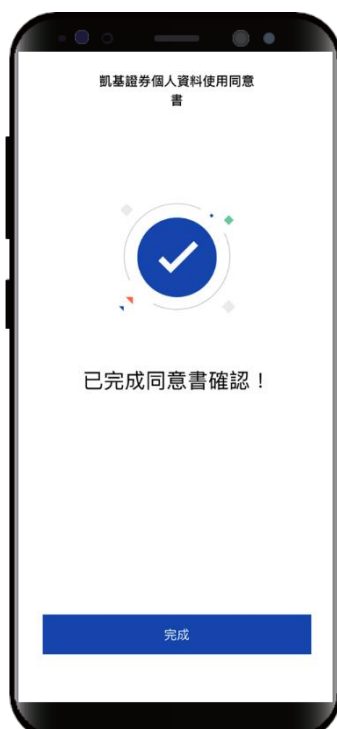 凱基證券個人資料使用同意
書
已完成同意書確認！
完成